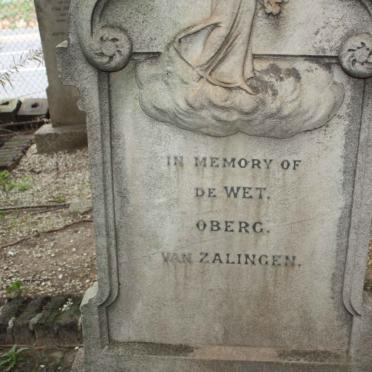 IN MEMORY OF
DE WET.
OBERG.
VAN ZALINGEN.